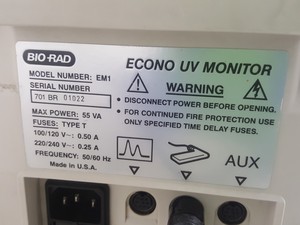 BIO-RAD
MODEL NUMBER: EM1
SERIAL NUMBER
701 BR 01022
MAX POWER: 55 VA
FUSES: TYPE T
100/120 V~: 0.50 A
220/240 V~: 0.25 A
FREQUENCY: 50/60 Hz
Made in U.S.A.
ECONO UV MONITOR
WARNING
• DISCONNECT POWER BEFORE OPENING.
• FOR CONTINUED FIRE PROTECTION USE
ONLY SPECIFIED TIME DELAY FUSES.
AUX